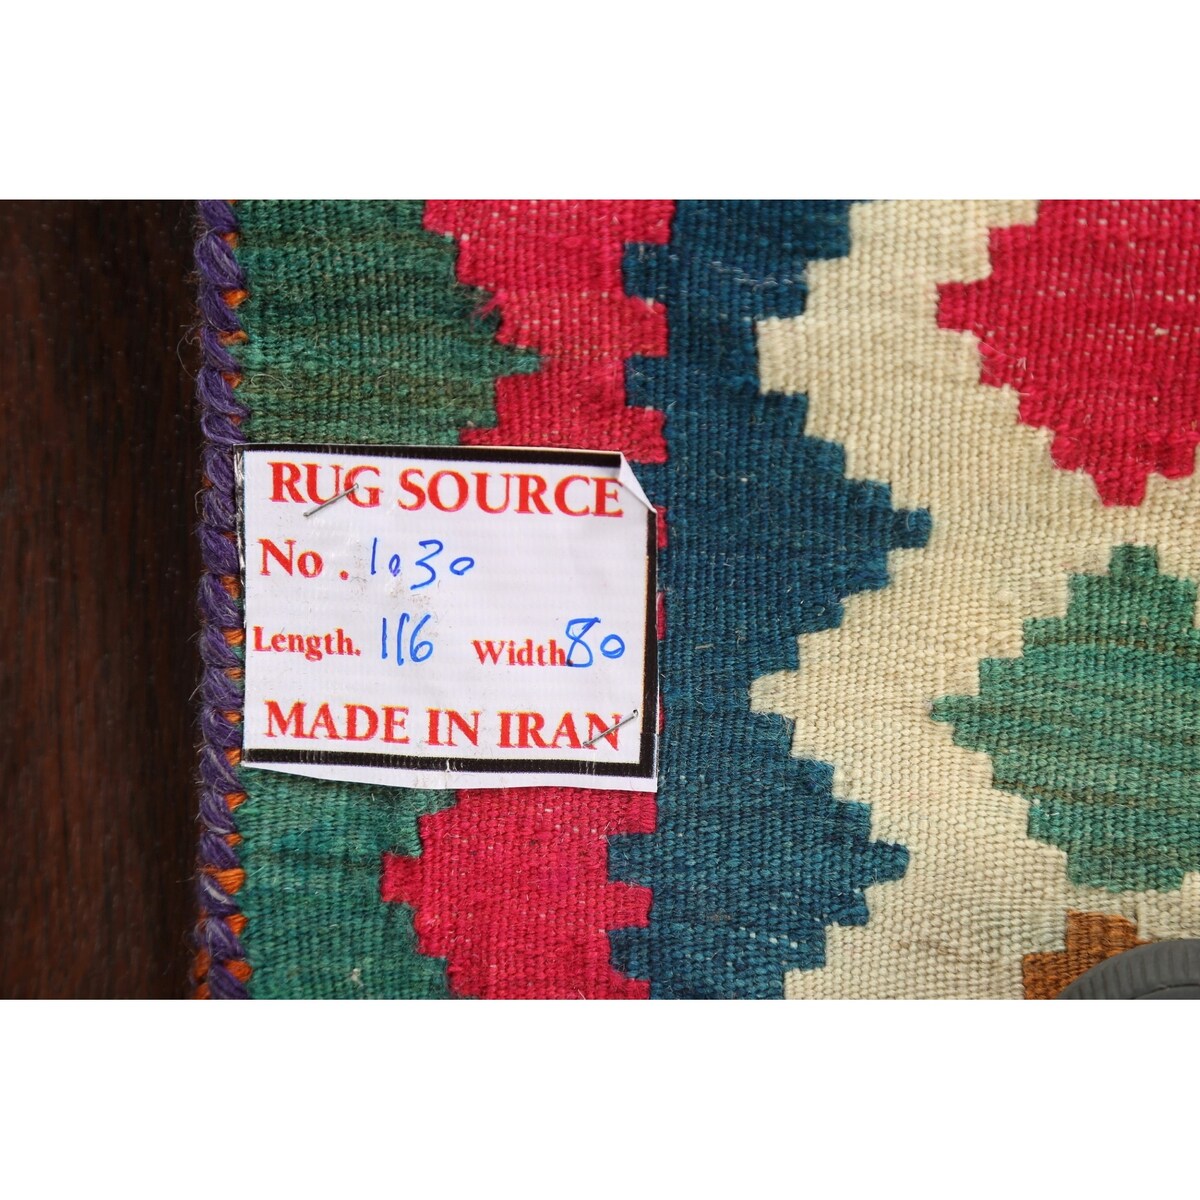 RUG SOURCE
No. 1030
Length. 116 Width 80
MADE IN IRAN